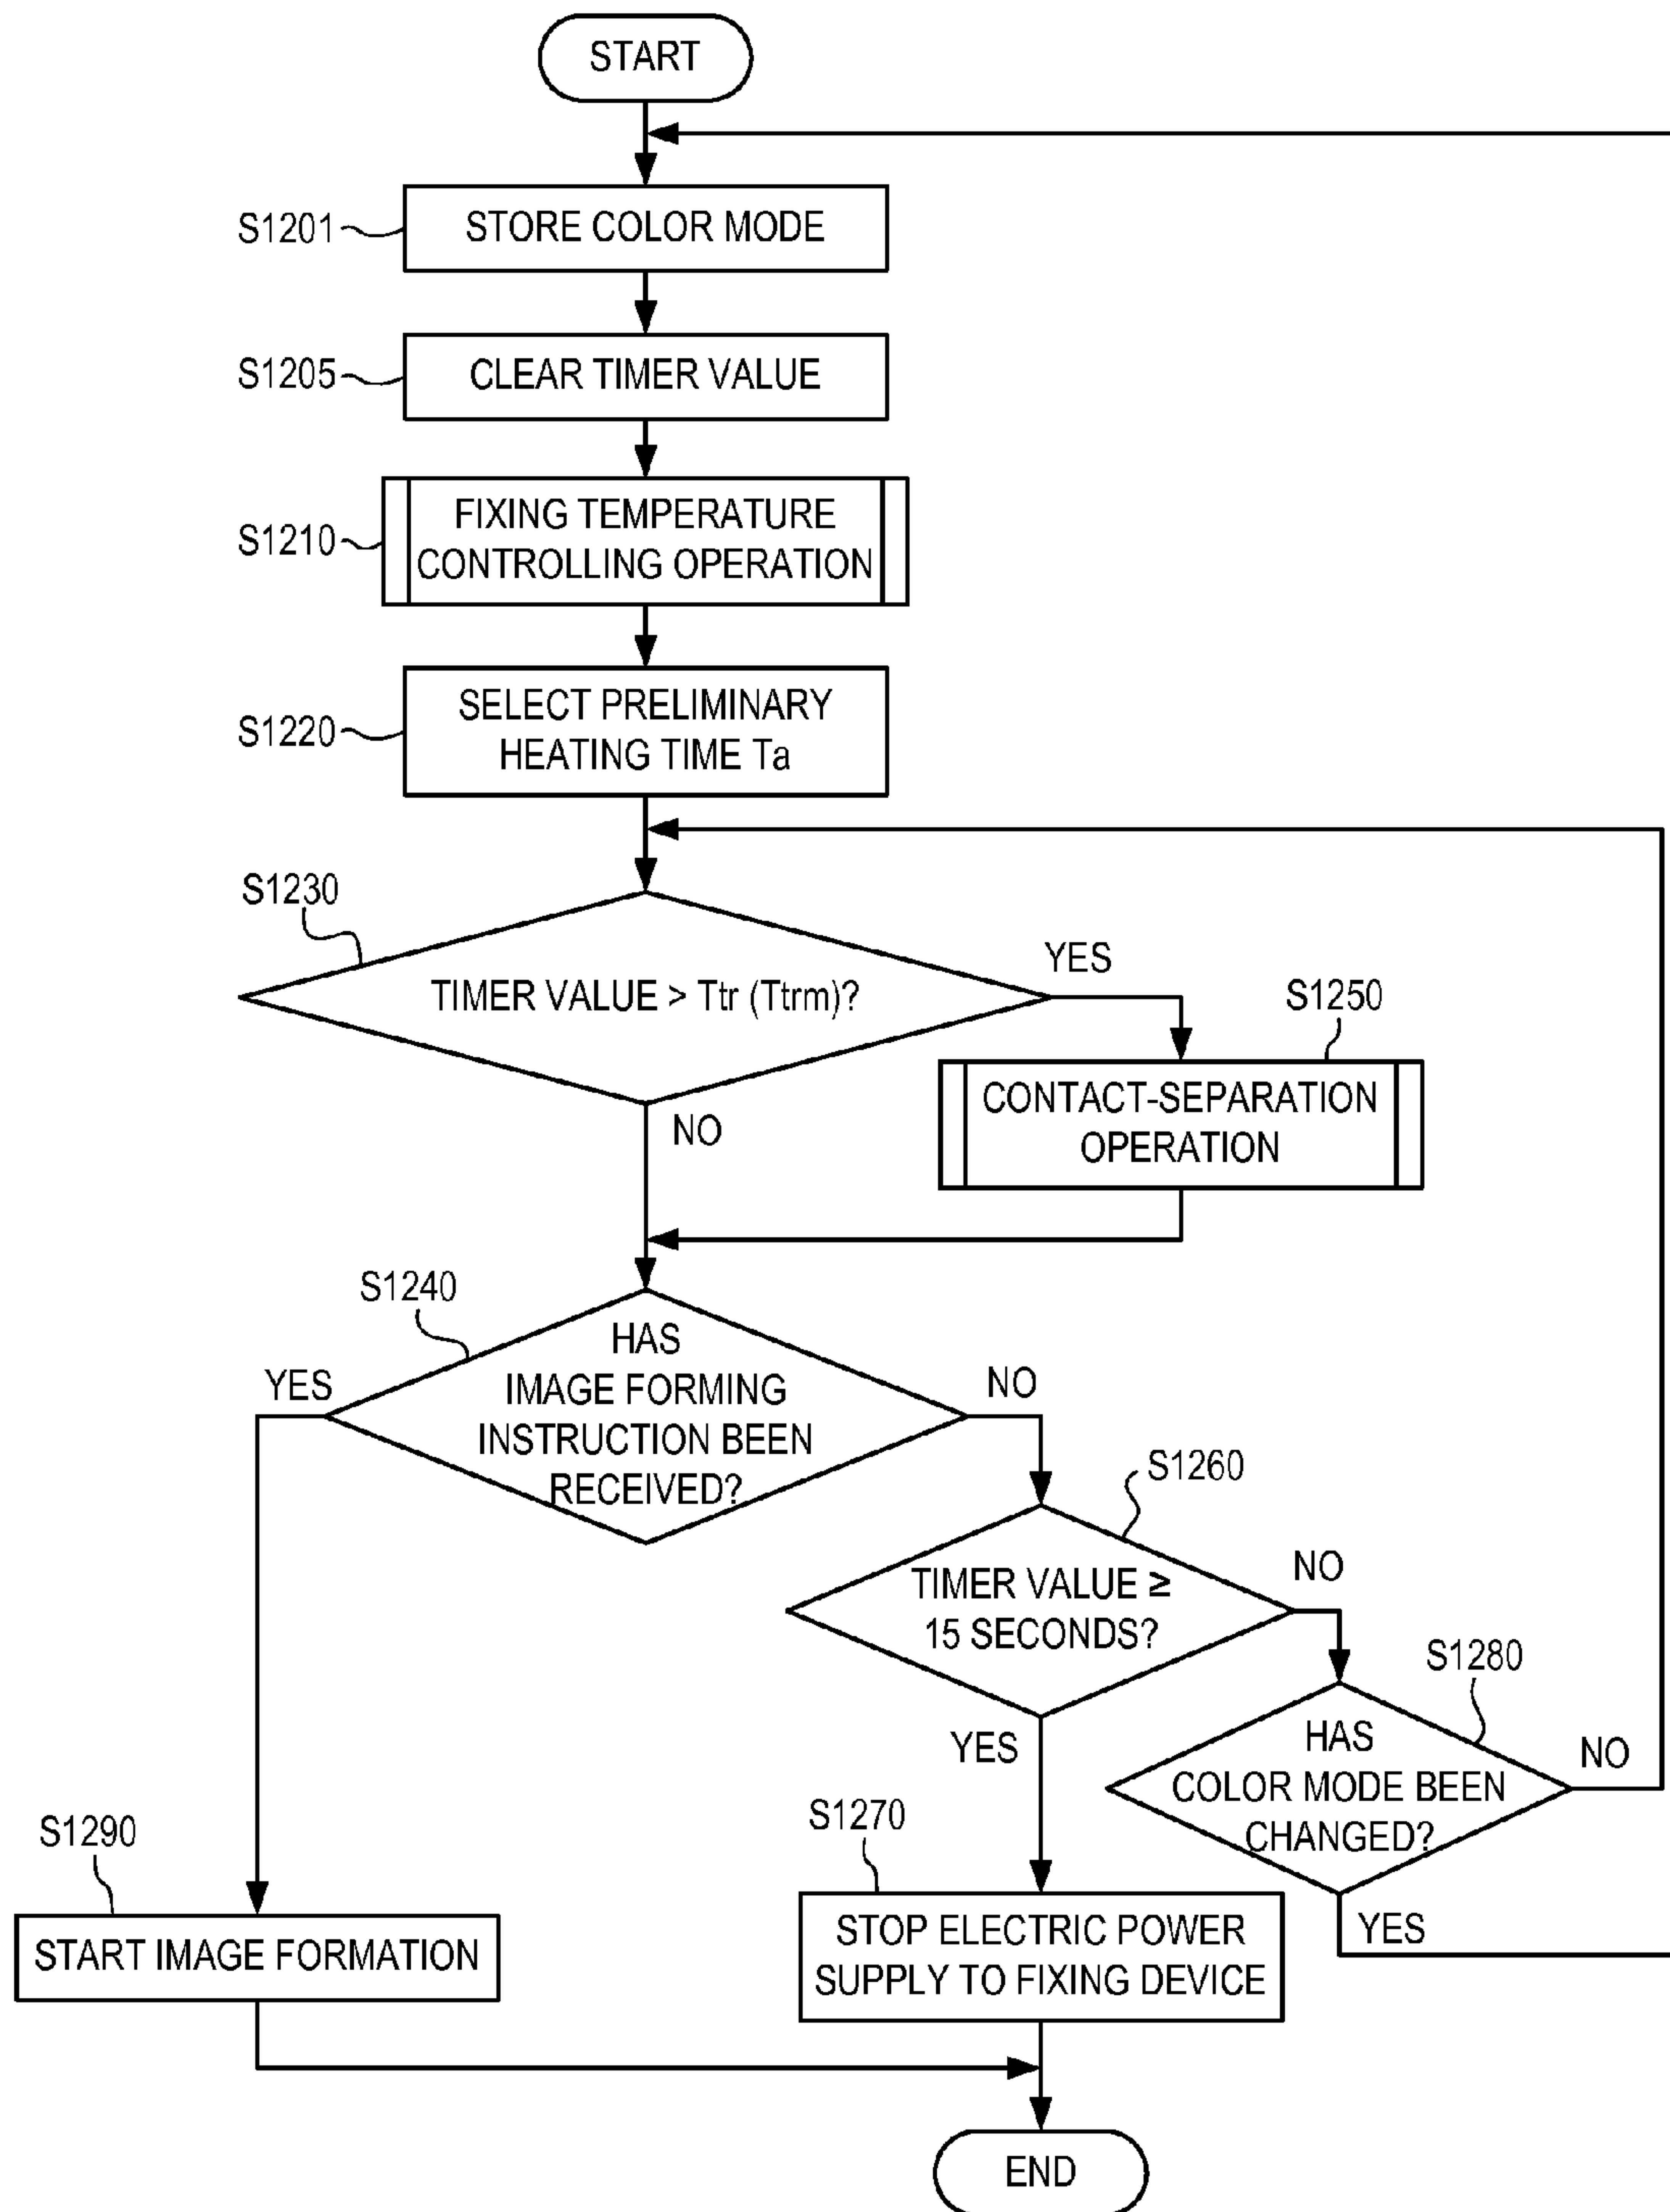 START
S1201
STORE COLOR MODE
S1205
CLEAR TIMER VALUE
S1210
FIXING TEMPERATURE
CONTROLLING OPERATION
S1220
SELECT PRELIMINARY
HEATING TIME Ta
S1230
TIMER VALUE > Ttr (Ttrm)?
YES
NO
S1250
CONTACT-SEPARATION
OPERATION
S1240
HAS
IMAGE FORMING
INSTRUCTION BEEN
RECEIVED?
YES
NO
S1260
TIMER VALUE ≥
15 SECONDS?
NO
YES
S1280
HAS
COLOR MODE BEEN
CHANGED?
NO
YES
S1290
START IMAGE FORMATION
S1270
STOP ELECTRIC POWER
SUPPLY TO FIXING DEVICE
END